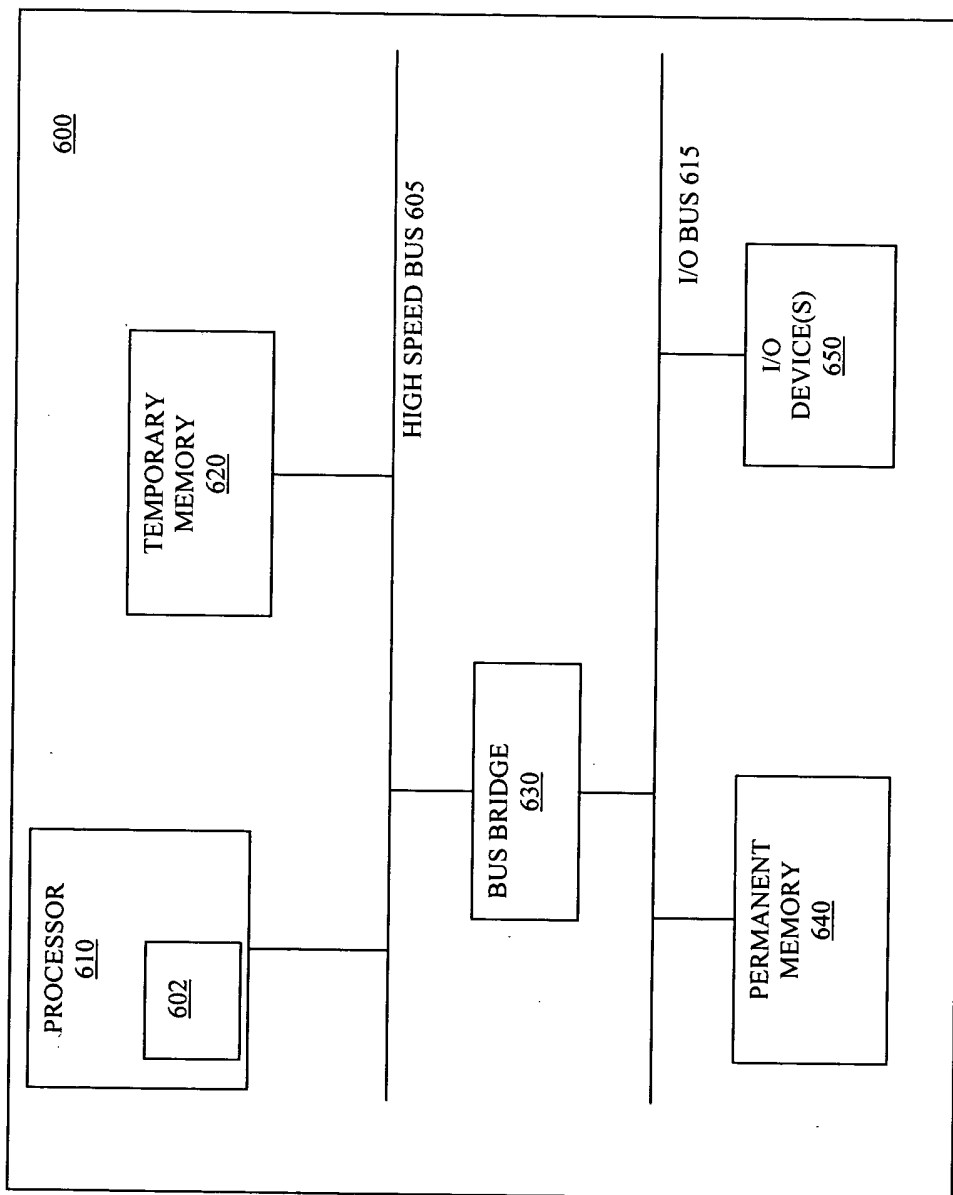 600
PROCESSOR
610
602
TEMPORARY
MEMORY
620
HIGH SPEED BUS 605
BUS BRIDGE
630
I/O BUS 615
PERMANENT
MEMORY
640
I/O
DEVICE(S)
650